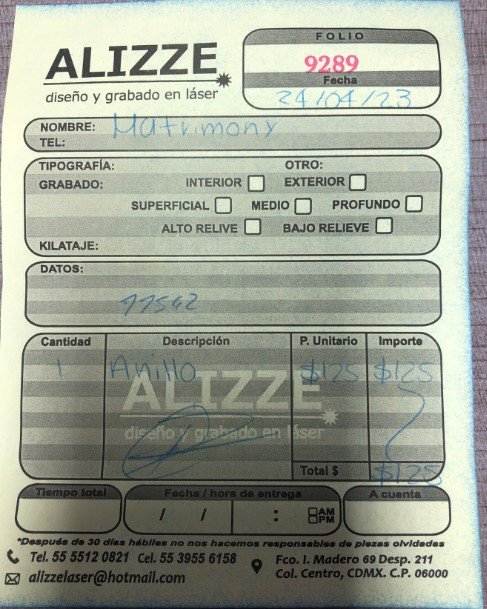 FOLIO
ALIZZE
9289
diseño y grabado en láser
Fecha
24/04/23
NOMBRE: Matrimony
TEL:
TIPOGRAFÍA: OTRO:
GRABADO: INTERIOR EXTERIOR
SUPERFICIAL MEDIO PROFUNDO
ALTO RELIVE BAJO RELIEVE
KILATAJE:
DATOS:
11542
Cantidad Descripción P. Unitario Importe
1 Anillo $125 $125
ALIZZE
diseño y grabado en láser
Total $ $125
Tiempo total Fecha / hora de entrega A cuenta
/ / : AM
PM
*Después de 30 días hábiles no nos hacemos responsables de piezas olvidadas
Tel. 55 5512 0821 Cel. 55 3955 6158
alizzelaser@hotmail.com
Fco. I. Madero 69 Desp. 211
Col. Centro, CDMX. C.P. 06000